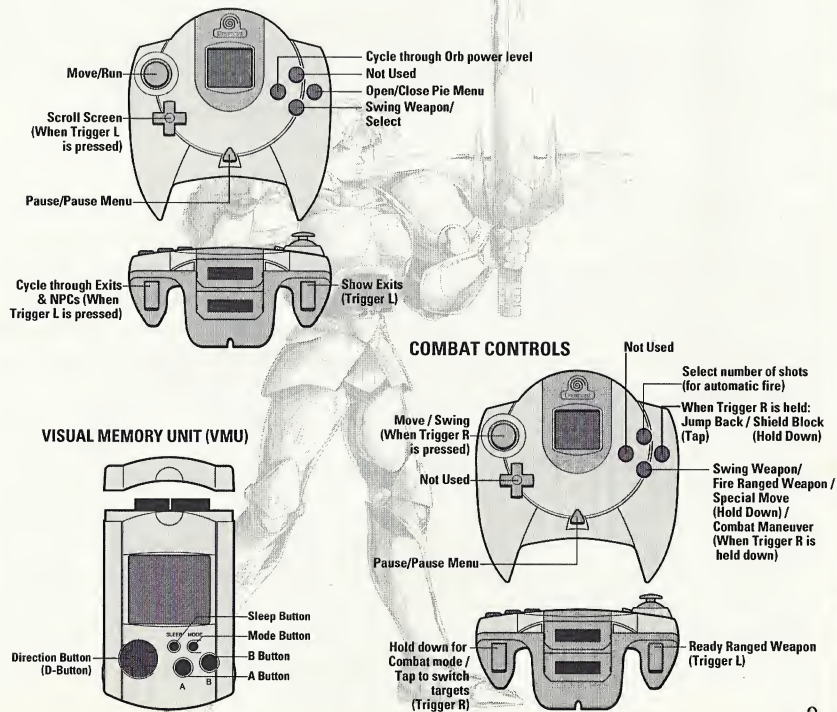 Move/Run
Scroll Screen
(When Trigger L
is pressed)
Pause/Pause Menu
Cycle through Orb power level
Not Used
Open/Close Pie Menu
Swing Weapon/
Select
Cycle through Exits
& NPCs (When
Trigger L is pressed)
Show Exits
(Trigger L)
COMBAT CONTROLS
Move / Swing
(When Trigger R
is pressed)
Not Used
Pause/Pause Menu
Not Used
Select number of shots
(for automatic fire)
When Trigger R is held:
Jump Back / Shield Block
(Tap) (Hold Down)
Swing Weapon/
Fire Ranged Weapon /
Special Move
(Hold Down) /
Combat Maneuver
(When Trigger R is
held down)
Hold down for
Combat mode /
Tap to switch
targets
(Trigger R)
Ready Ranged Weapon
(Trigger L)
VISUAL MEMORY UNIT (VMU)
SLEEP MODE
A
B
Sleep Button
Mode Button
B Button
A Button
Direction Button
(D-Button)